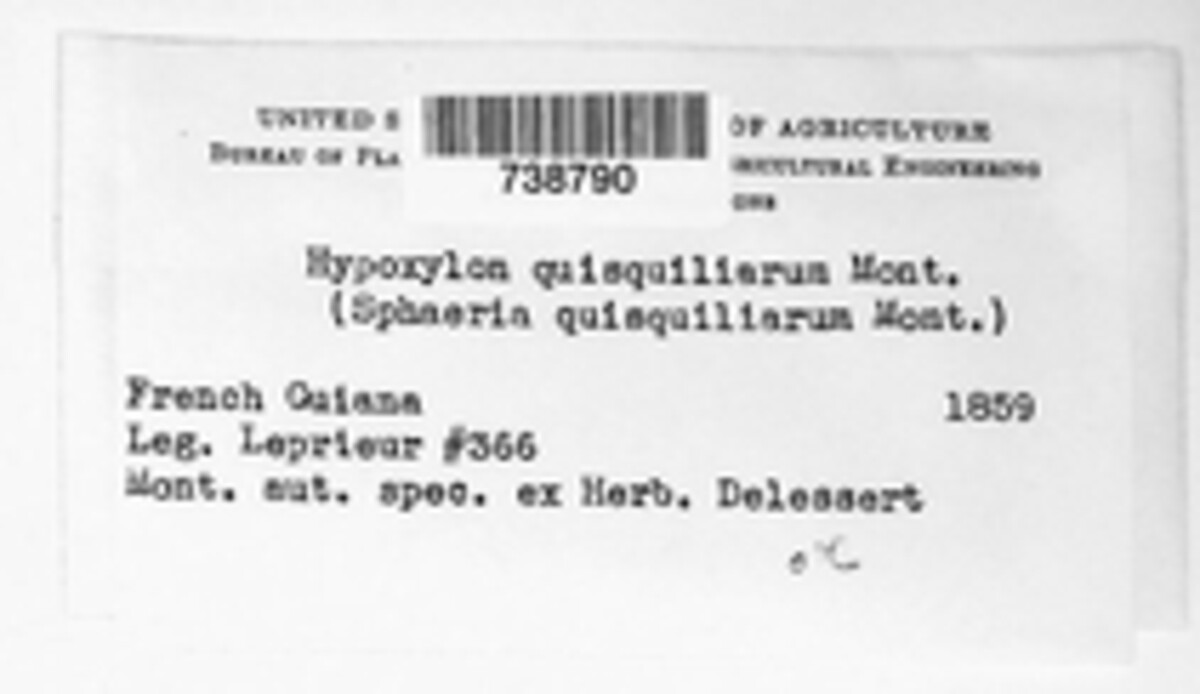 UNITED S OF AGRICULTURE
BUREAU OF PLA RICULTURAL ENGINEERING
738790
Hypoxylon quisquiliarum Mont.
(Sphaeria quisquiliarum Mont.)
French Guiana 1859
Leg. Leprieur #366
Mont. aut. spec. ex Herb. Delessert